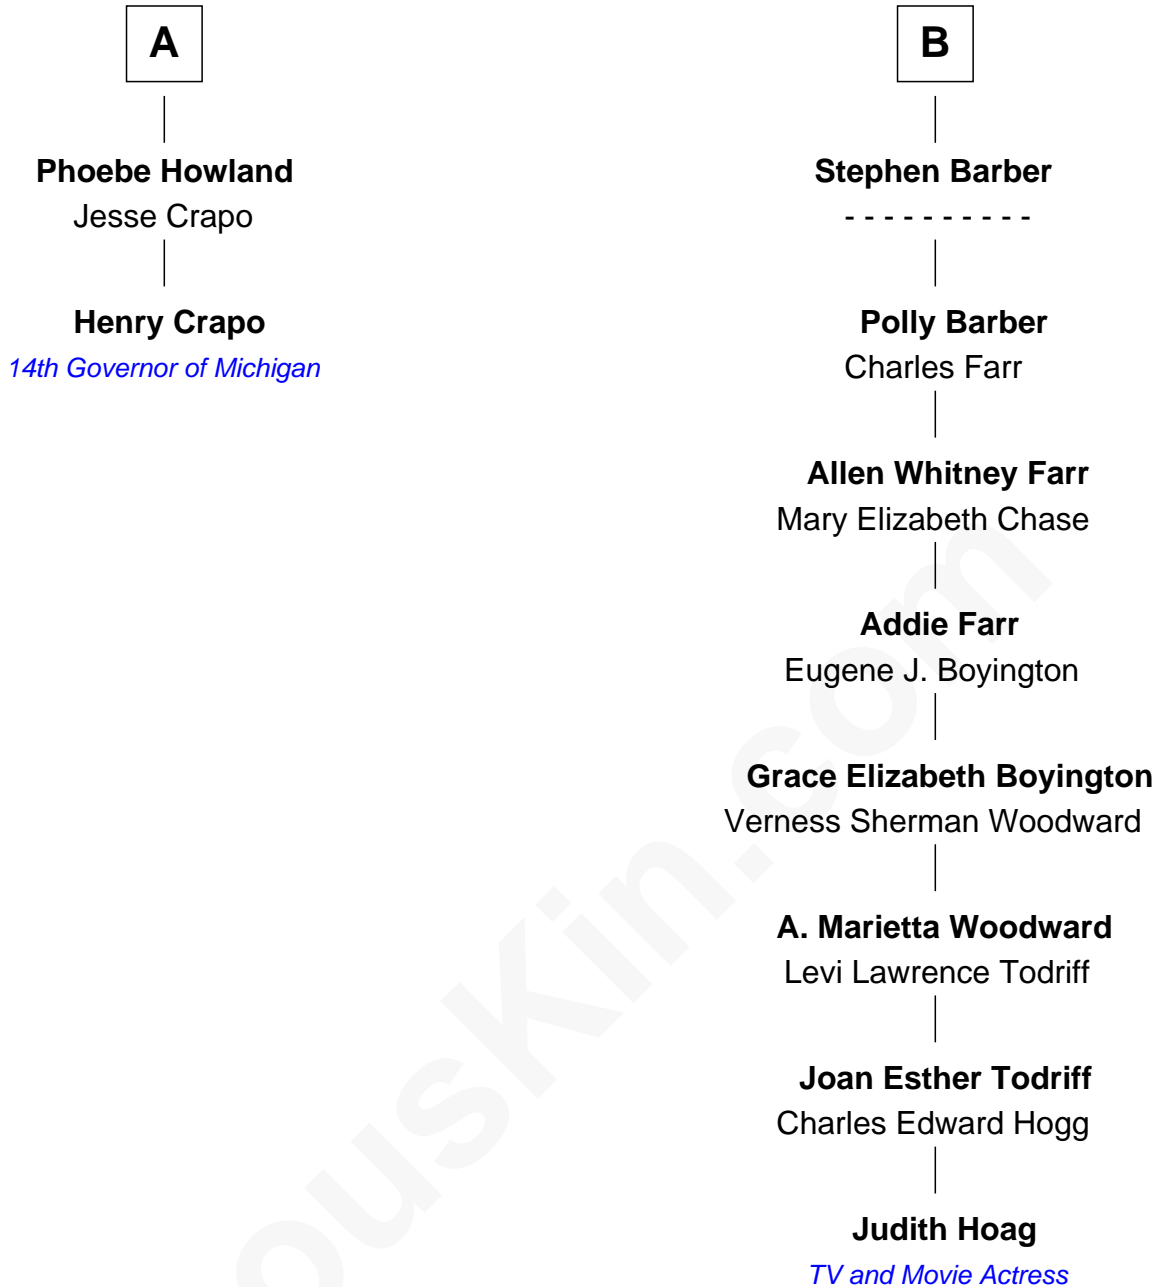 A
Phoebe Howland
Jesse Crapo
Henry Crapo
14th Governor of Michigan
B
Stephen Barber
- - - - - - - - - -
Polly Barber
Charles Farr
Allen Whitney Farr
Mary Elizabeth Chase
Addie Farr
Eugene J. Boyington
Grace Elizabeth Boyington
Verness Sherman Woodward
A. Marietta Woodward
Levi Lawrence Todriff
Joan Esther Todriff
Charles Edward Hogg
Judith Hoag
TV and Movie Actress
ousKin.com